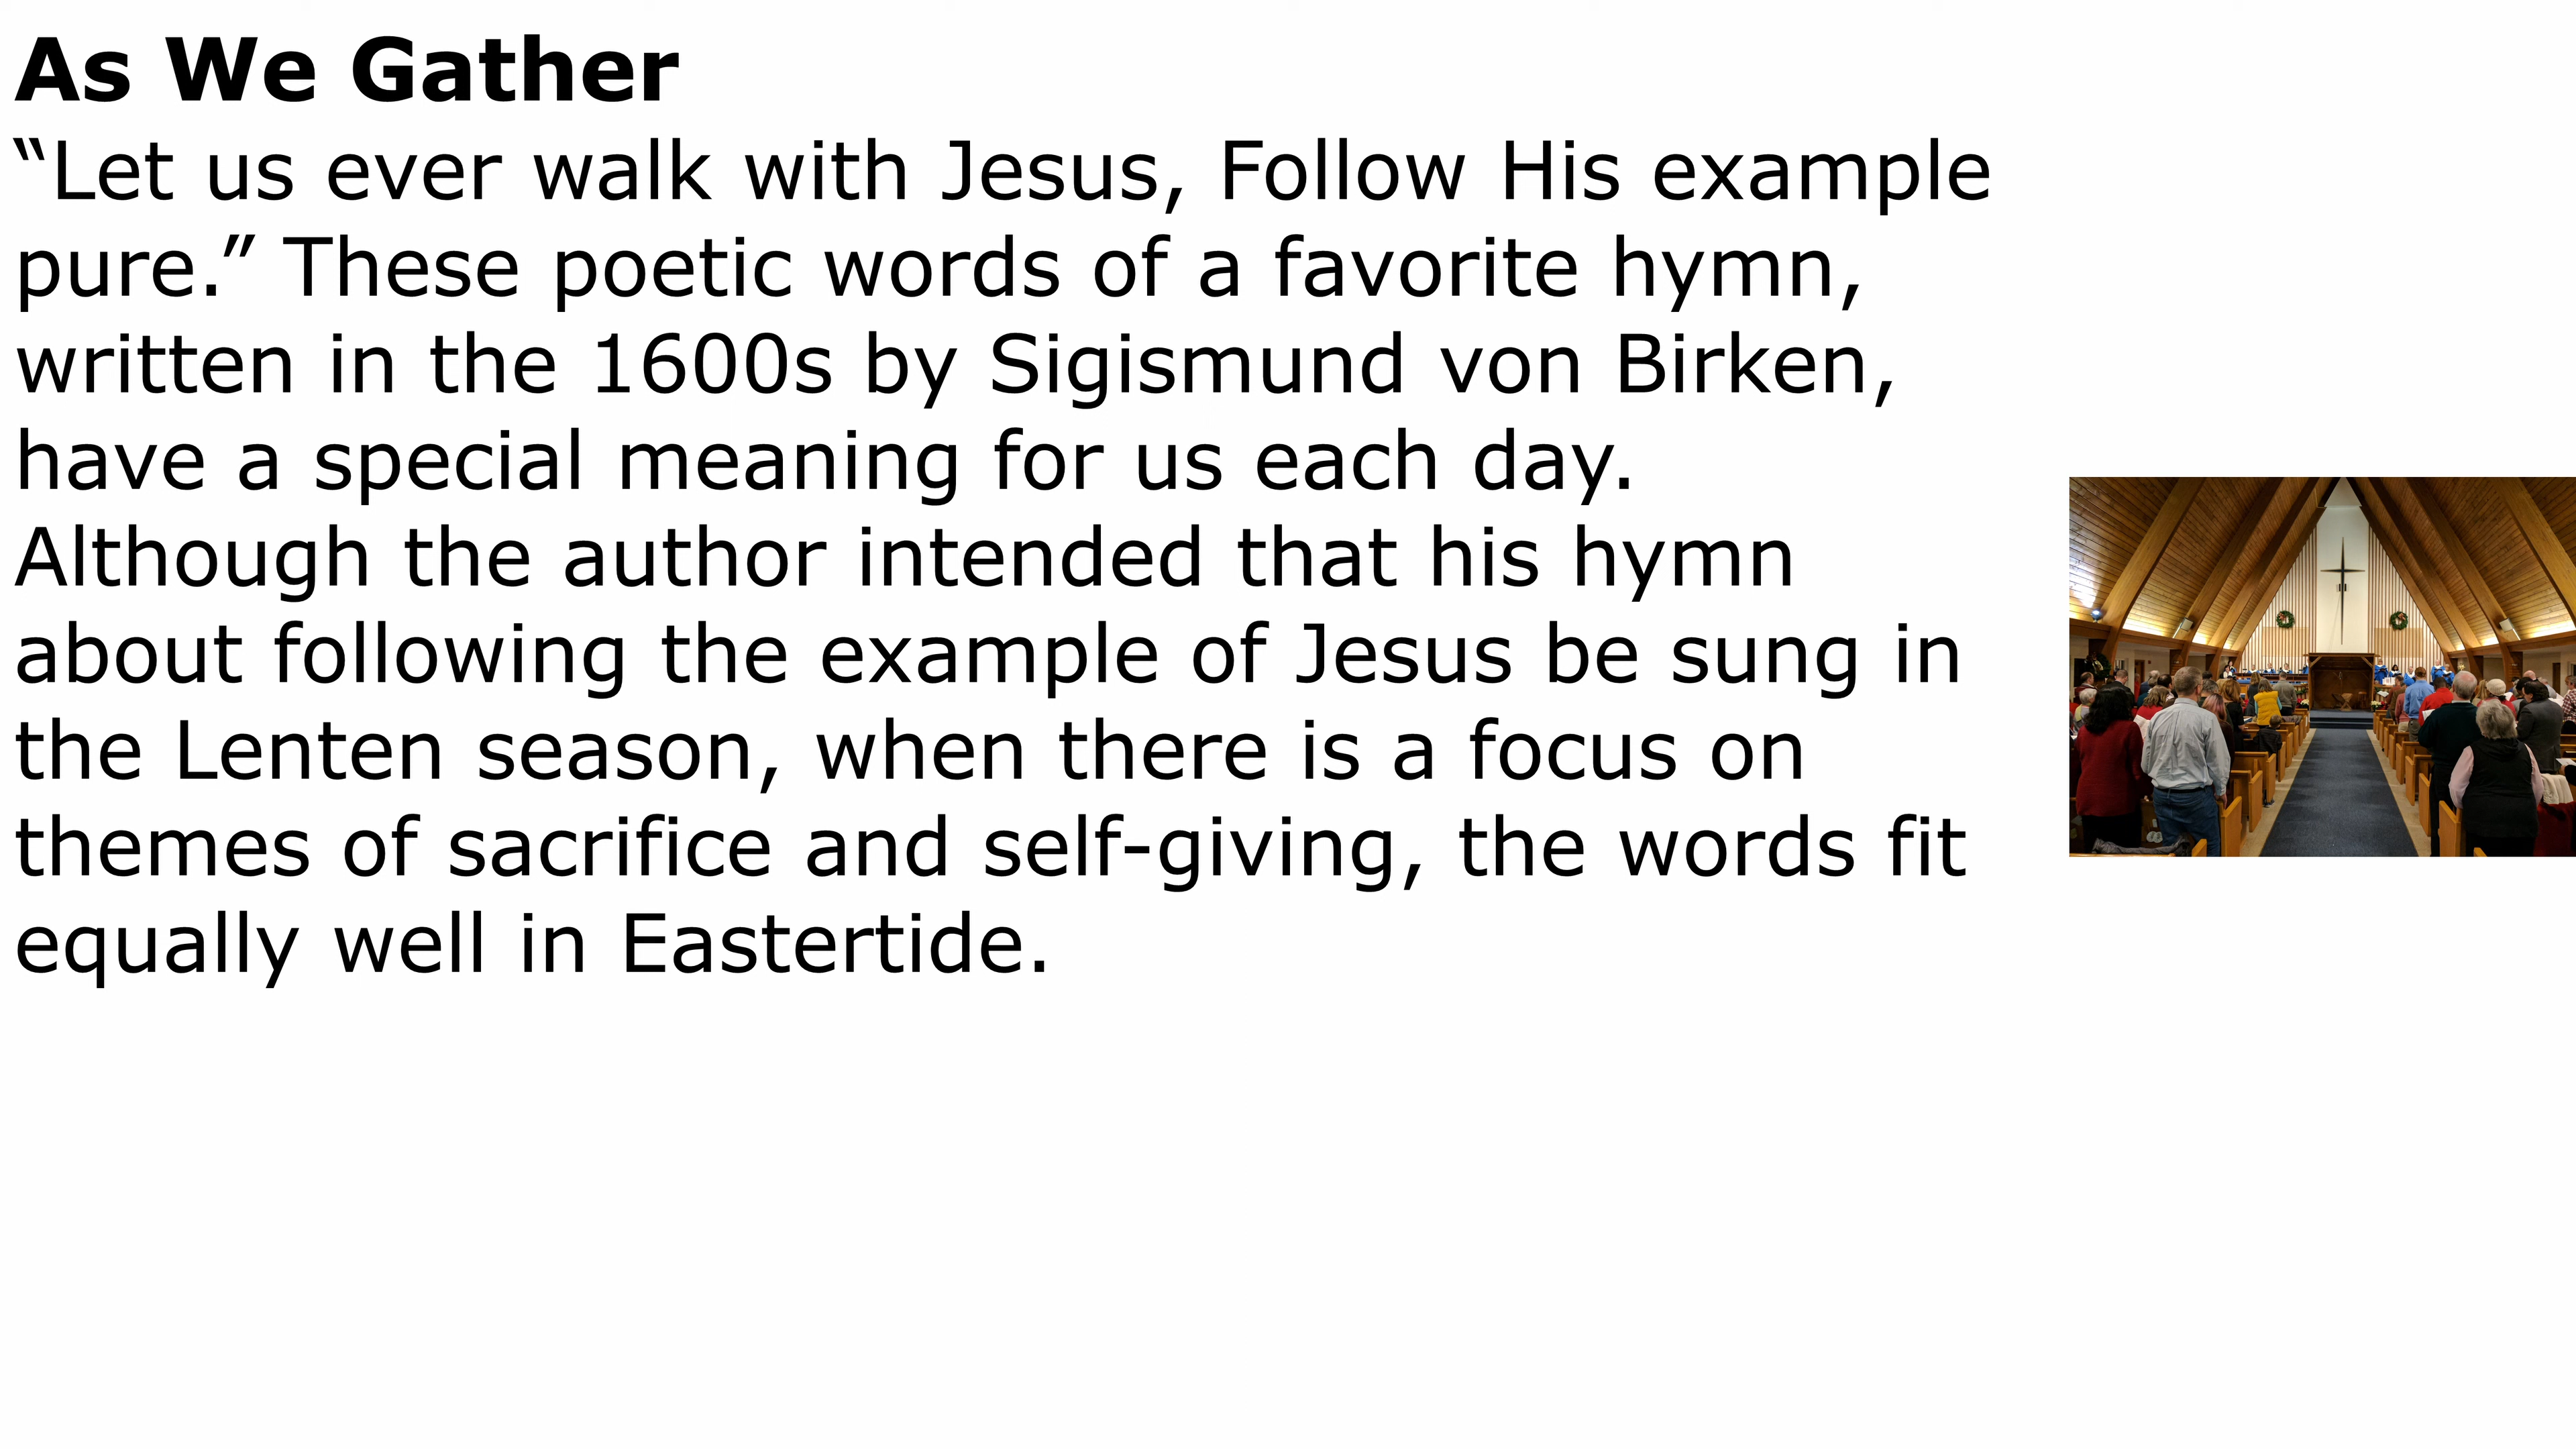 As We Gather
“Let us ever walk with Jesus, Follow His example
pure.” These poetic words of a favorite hymn,
written in the 1600s by Sigismund von Birken,
have a special meaning for us each day.
Although the author intended that his hymn
about following the example of Jesus be sung in
the Lenten season, when there is a focus on
themes of sacrifice and self-giving, the words fit
equally well in Eastertide.